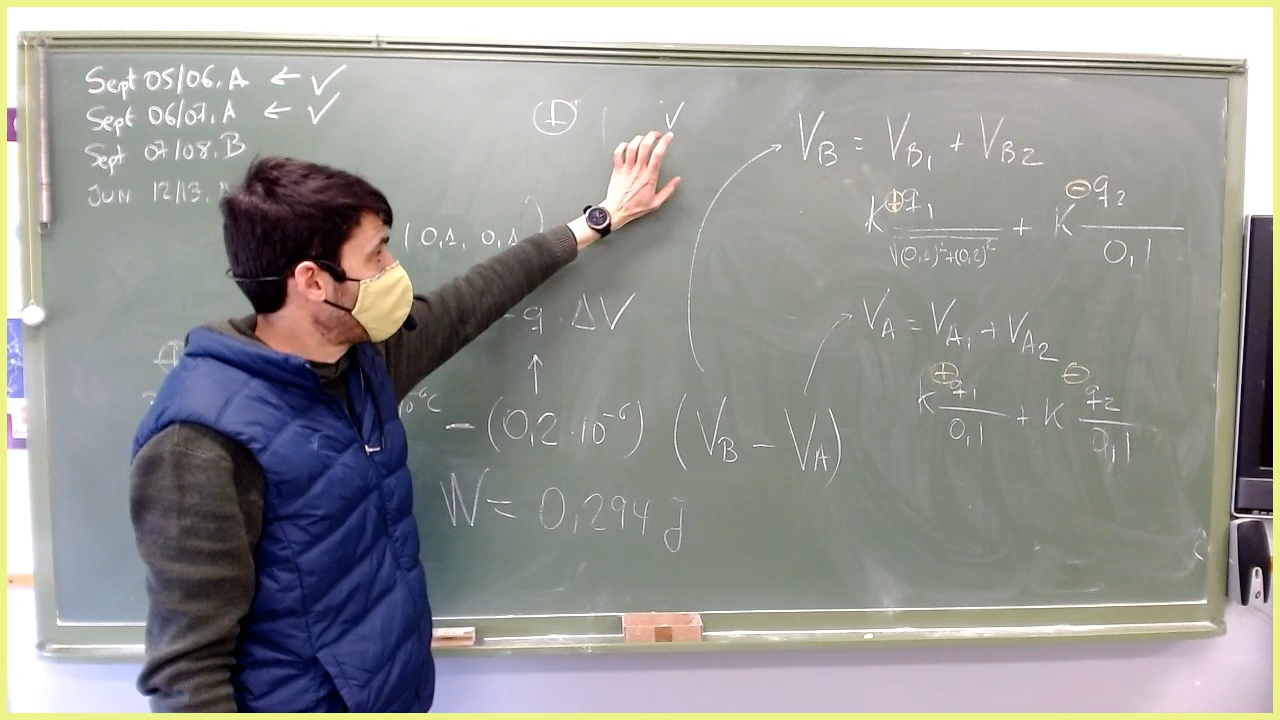 Sept 05/06. A ← ✓
Sept 06/07. A ← ✓
Sept 07/08. B
JUN 12/13.
(0,1, 0,1)
q · ΔV
↑
10⁻⁶ C
− (0,2 · 10⁻⁶) (V_B − V_A)
W = 0,294 j
V_B = V_B1 + V_B2
K ⊕q₁ / √(0,1)²+(0,2)² + K ⊖q₂ / 0,1
V_A = V_A1 + V_A2
K ⊕q₁ / 0,1 + K ⊖q₂ / 0,1